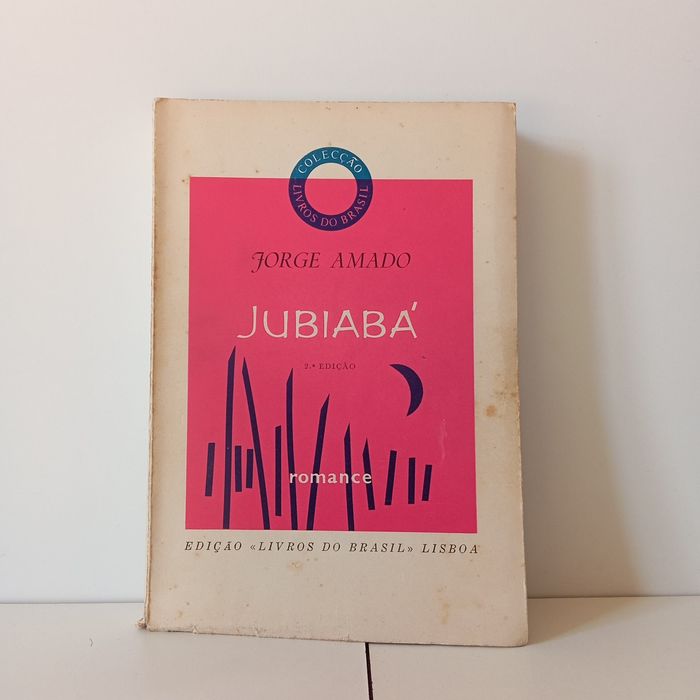 COLECÇÃO
LIVROS DO BRASIL
JORGE AMADO
JUBIABÁ
2.ª EDIÇÃO
romance
EDIÇÃO «LIVROS DO BRASIL» LISBOA